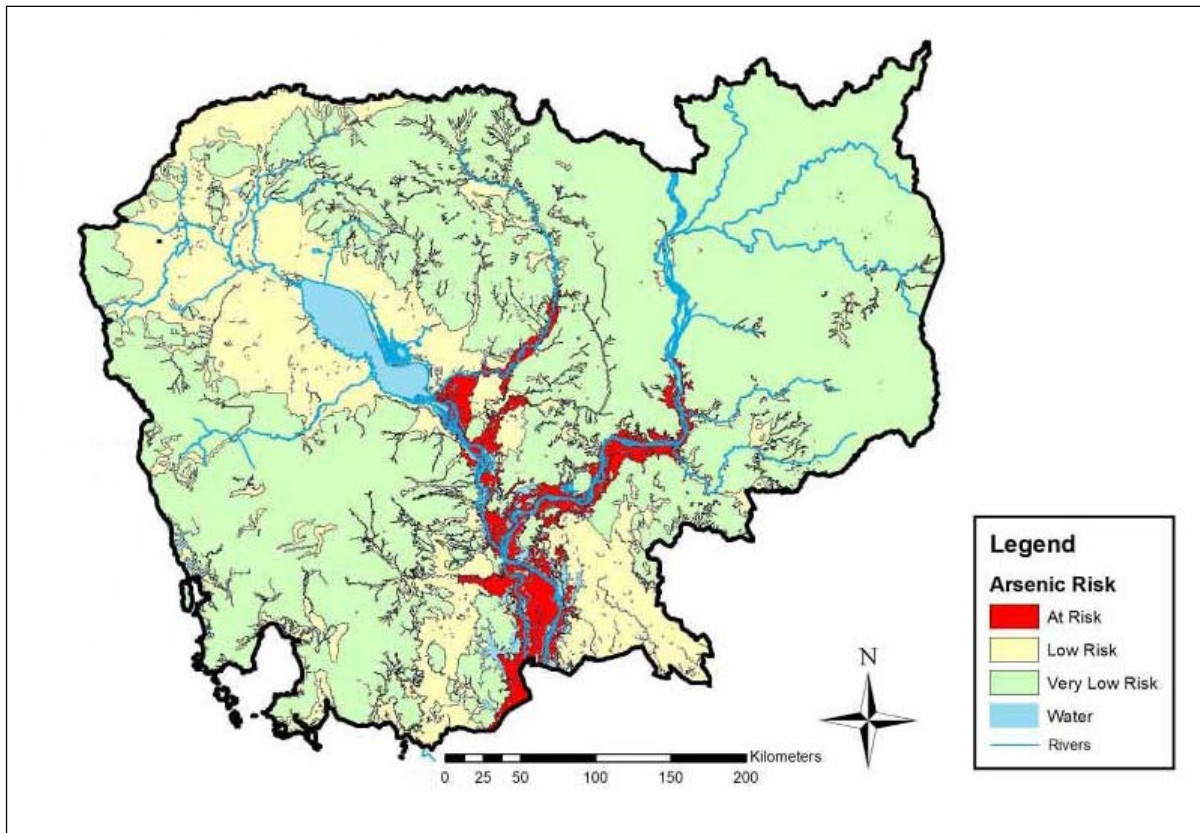 Legend
Arsenic Risk
At Risk
Low Risk
Very Low Risk
Water
Rivers
N
Kilometers
0 25 50 100 150 200